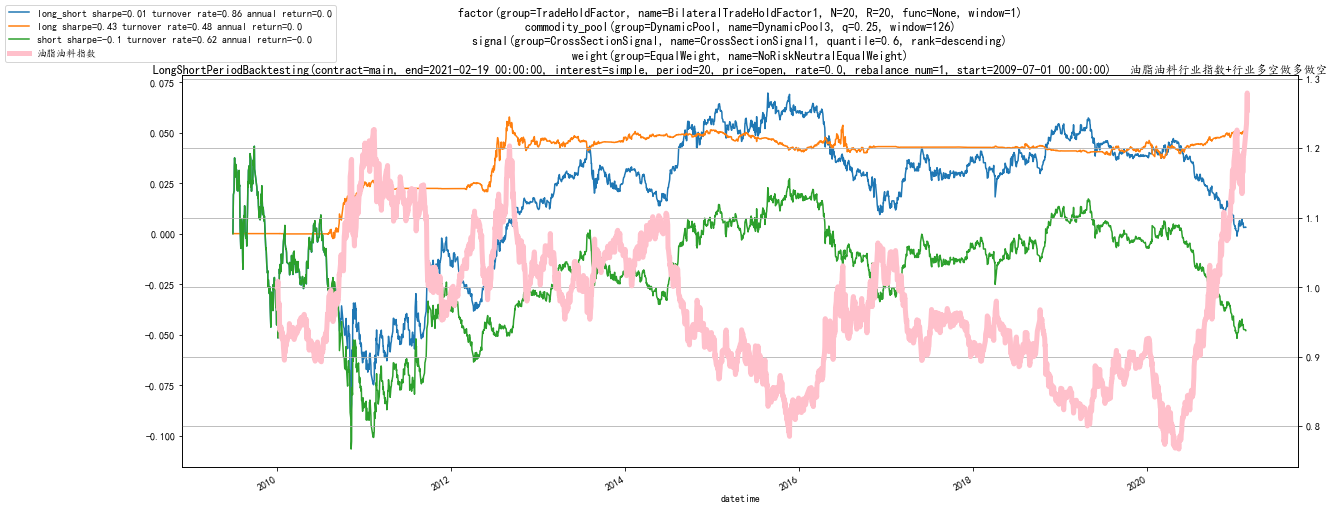 long_short sharpe=0.01 turnover rate=0.86 annual return=0.0
long sharpe=0.43 turnover rate=0.48 annual return=0.0
short sharpe=-0.1 turnover rate=0.62 annual return=-0.0
油脂油料指数
factor(group=TradeHoldFactor, name=BilateralTradeHoldFactor1, N=20, R=20, func=None, window=1)
commodity_pool(group=DynamicPool, name=DynamicPool3, q=0.25, window=126)
signal(group=CrossSectionSignal, name=CrossSectionSignal1, quantile=0.6, rank=descending)
weight(group=EqualWeight, name=NoRiskNeutralEqualWeight)
LongShortPeriodBacktesting(contract=main, end=2021-02-19 00:00:00, interest=simple, period=20, price=open, rate=0.0, rebalance_num=1, start=2009-07-01 00:00:00) 油脂油料行业指数+行业多空做多做空
0.075
0.050
0.025
0.000
−0.025
−0.050
−0.075
−0.100
1.3
1.2
1.1
1.0
0.9
0.8
2010
2012
2014
2016
2018
2020
datetime